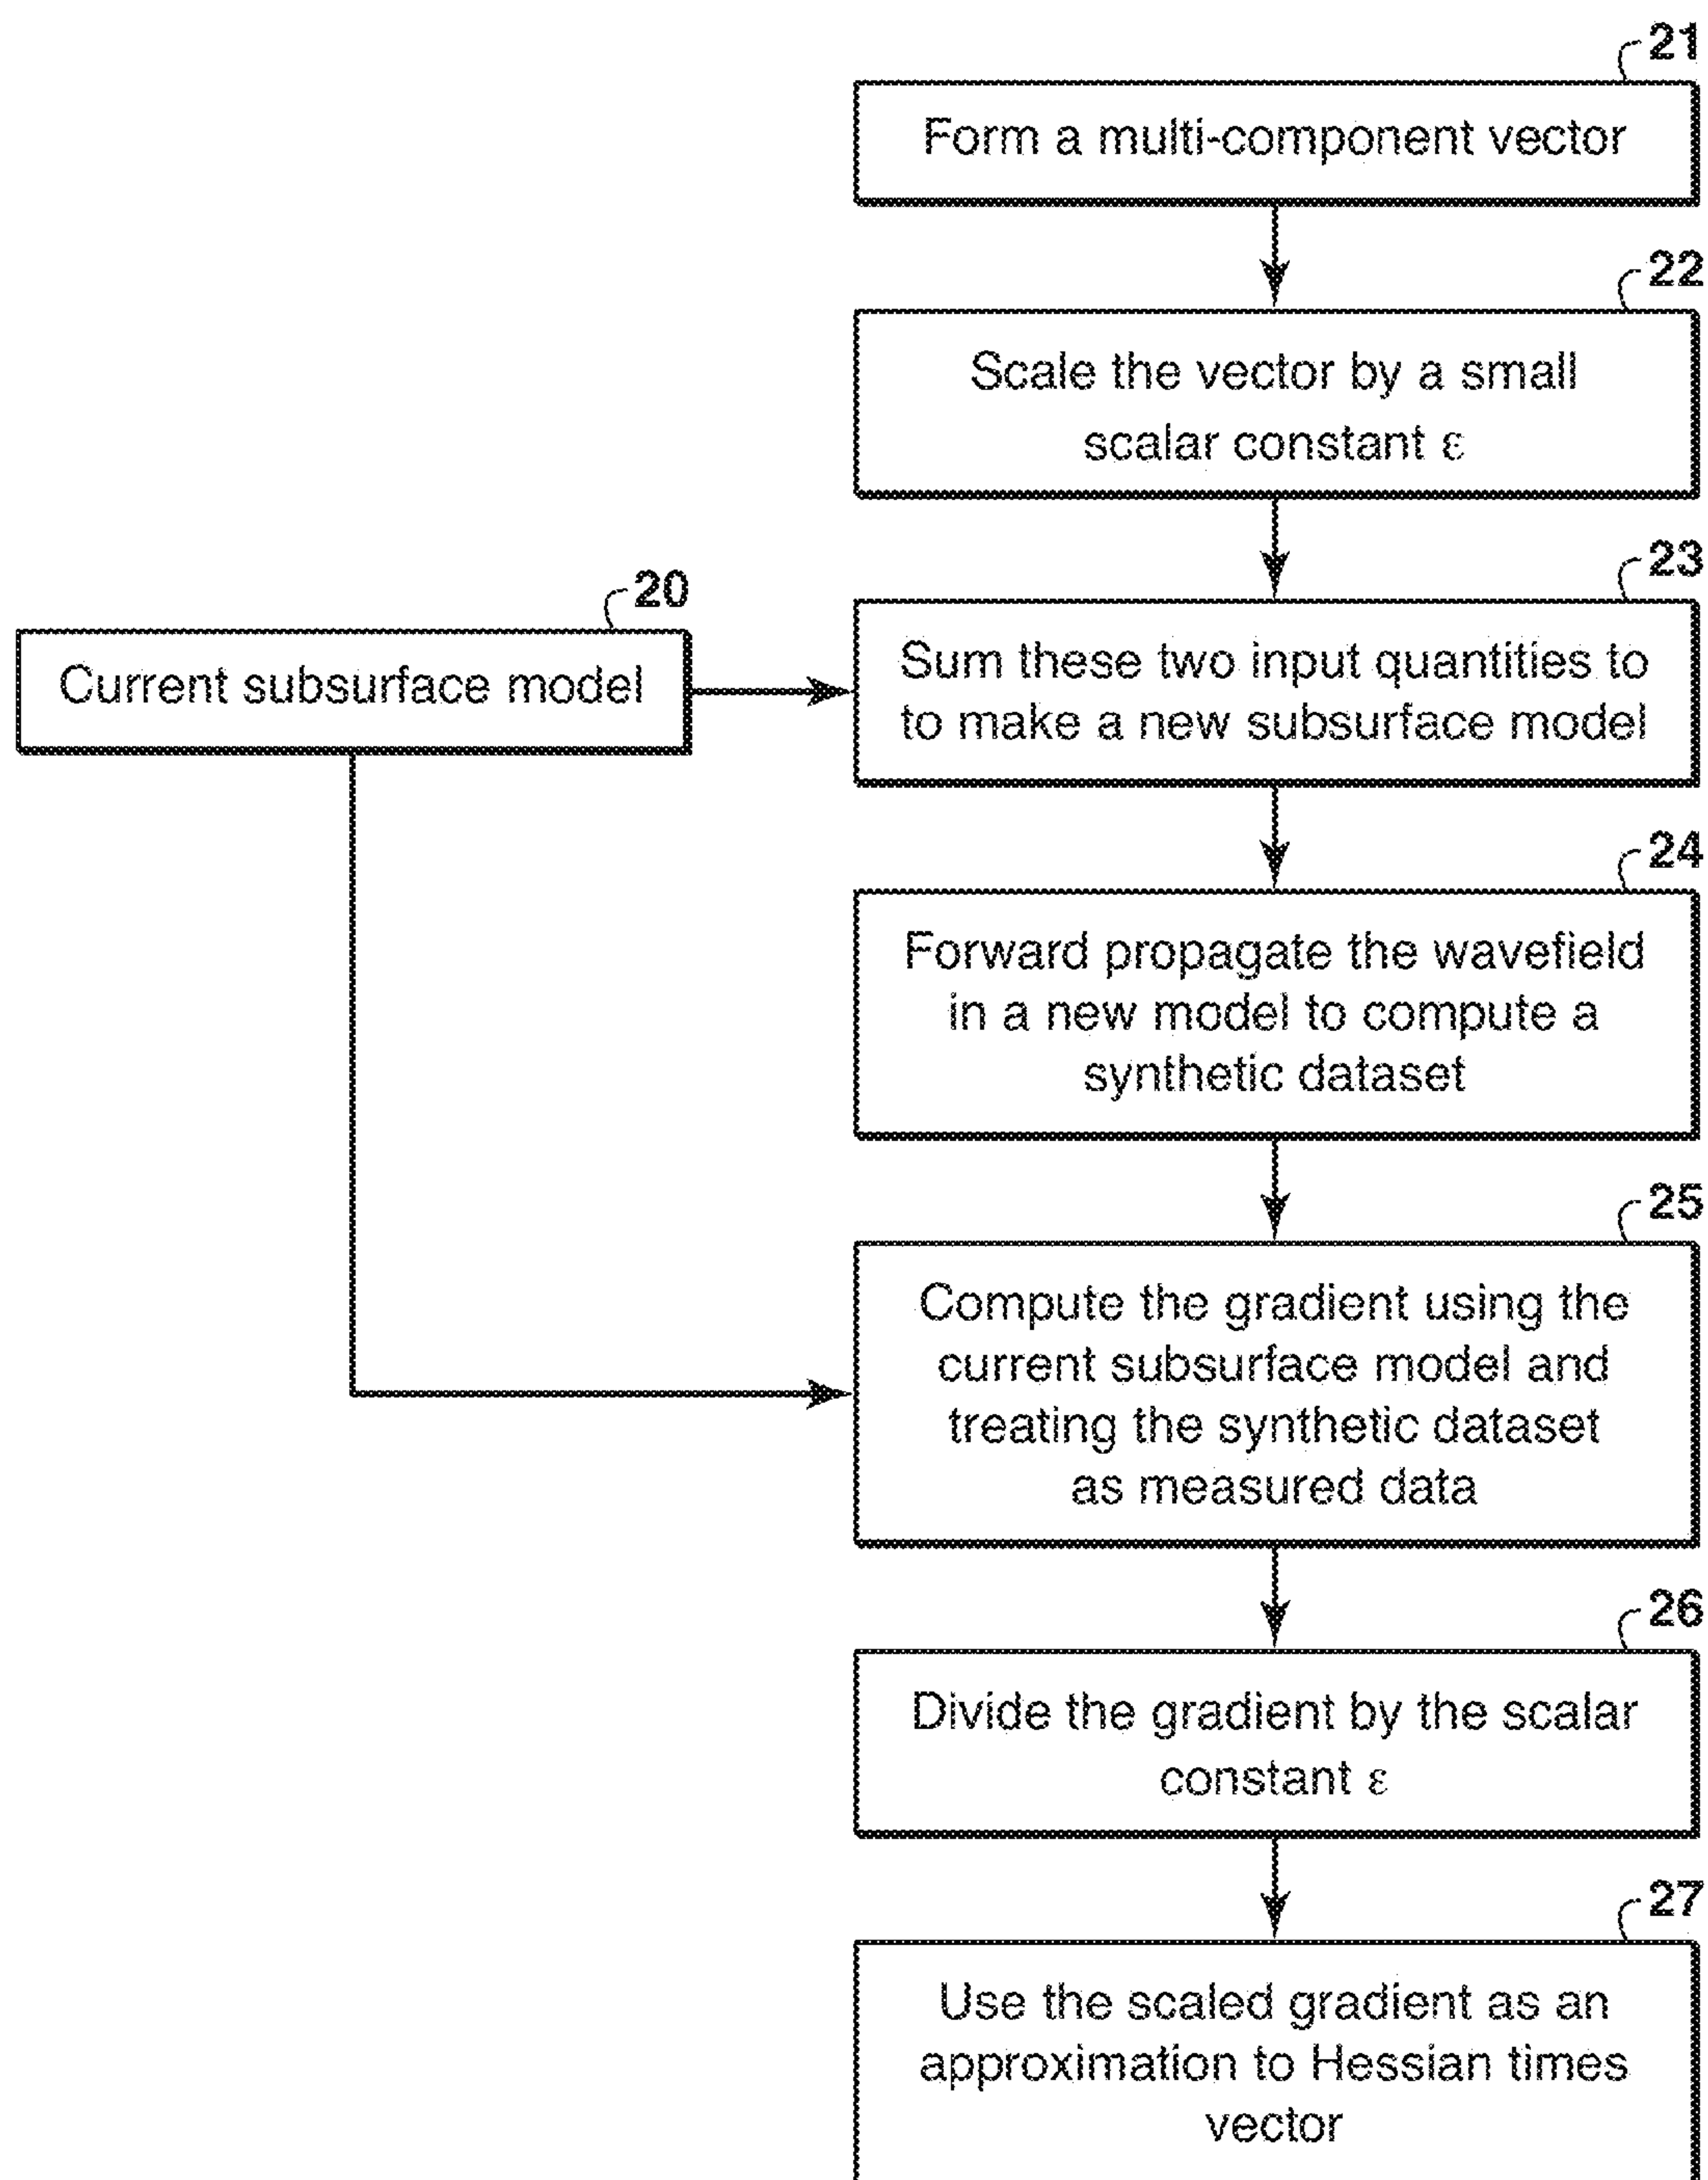 21
Form a multi-component vector
22
Scale the vector by a small
scalar constant ε
23
20
Current subsurface model
Sum these two input quantities to
to make a new subsurface model
24
Forward propagate the wavefield
in a new model to compute a
synthetic dataset
25
Compute the gradient using the
current subsurface model and
treating the synthetic dataset
as measured data
26
Divide the gradient by the scalar
constant ε
27
Use the scaled gradient as an
approximation to Hessian times
vector